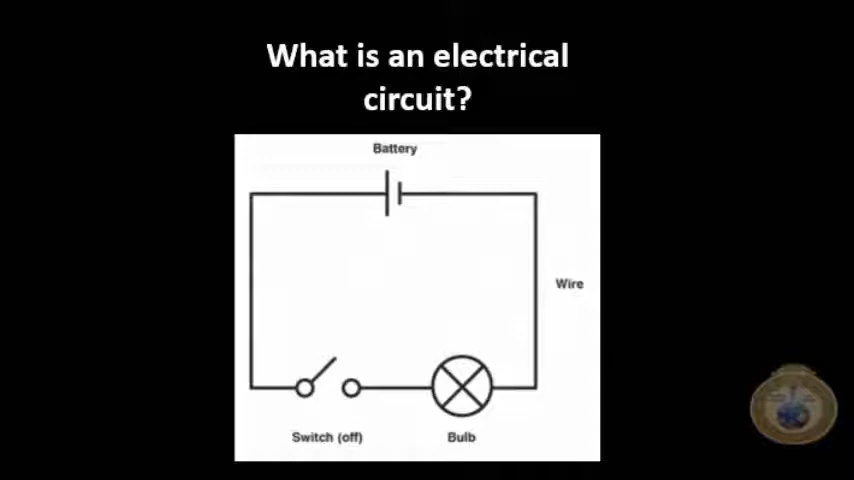 What is an electrical
circuit?
Battery
Wire
Switch (off)
Bulb